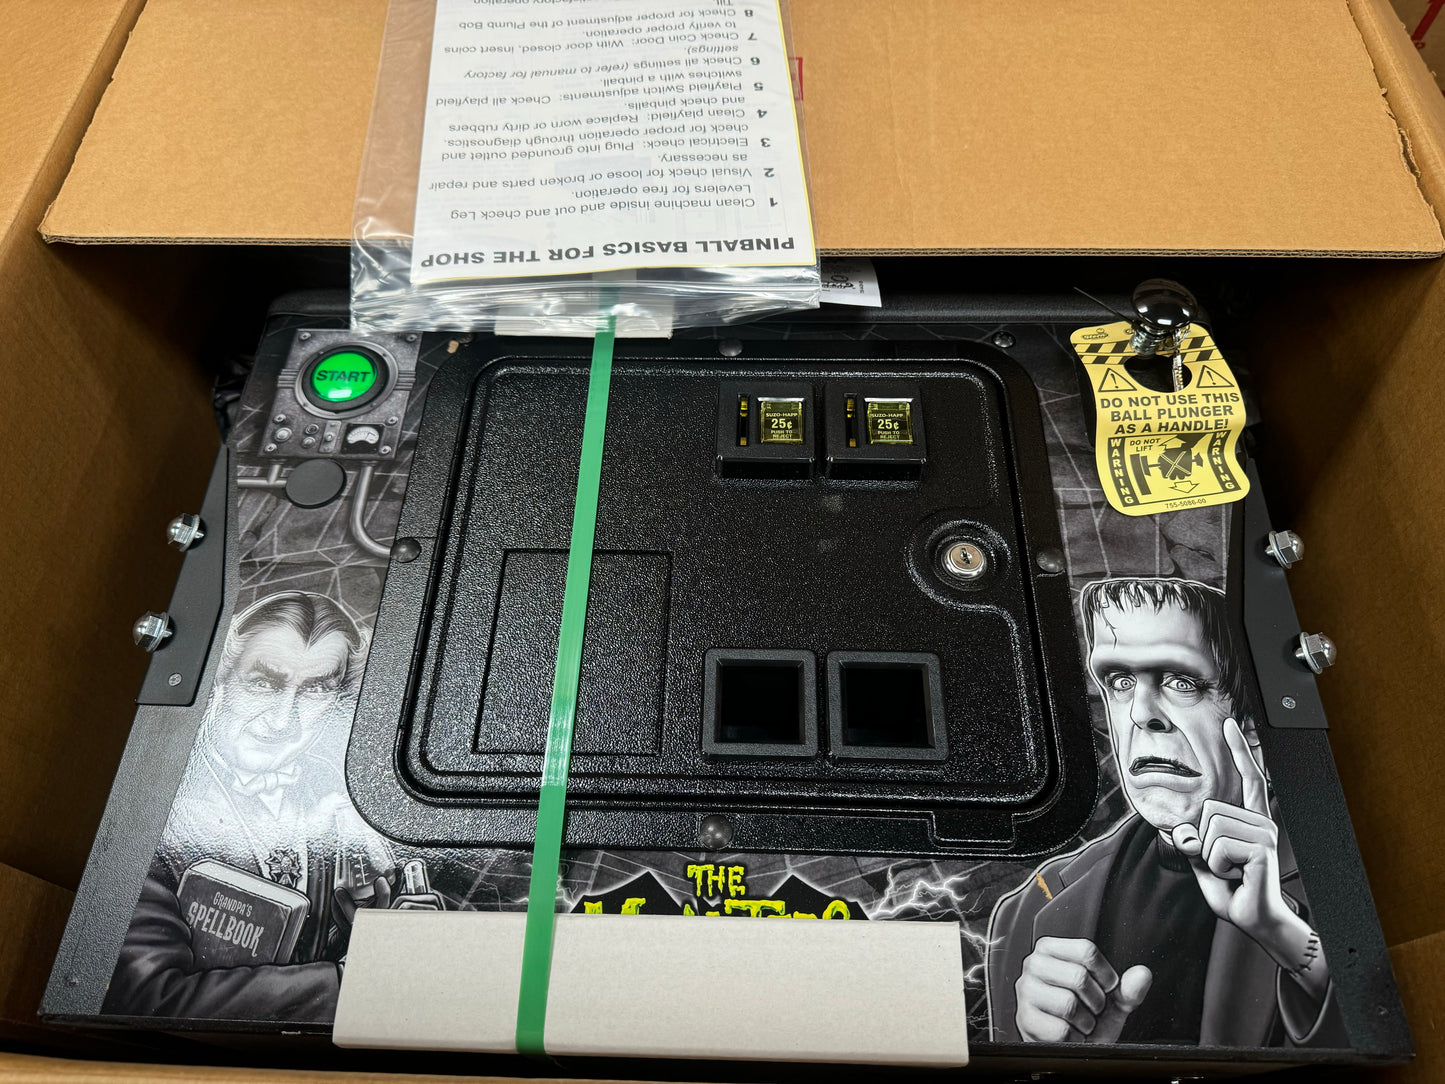 PINBALL BASICS FOR THE SHOP
1 Clean machine inside and out and check Leg
Levelers for free operation.
2 Visual check for loose or broken parts and repair
as necessary.
3 Electrical check: Plug into grounded outlet and
check for proper operation through diagnostics.
4 Clean playfield: Replace worn or dirty rubbers
and check pinballs.
5 Playfield Switch adjustments: Check all playfield
switches with a pinball.
6 Check all settings (refer to manual for factory
settings)
7 Check Coin Door: With door closed, insert coins
to verify proper operation.
8 Check for proper adjustment of the Plumb Bob
Tilt
START
SUZO-HAPP
25¢
PUSH TO
REJECT
SUZO-HAPP
25¢
PUSH TO
REJECT
DO NOT USE THIS
BALL PLUNGER
AS A HANDLE!
WARNING
DO NOT
LIFT
WARNING
755-5086-00
GRANDPA'S
SPELLBOOK
THE